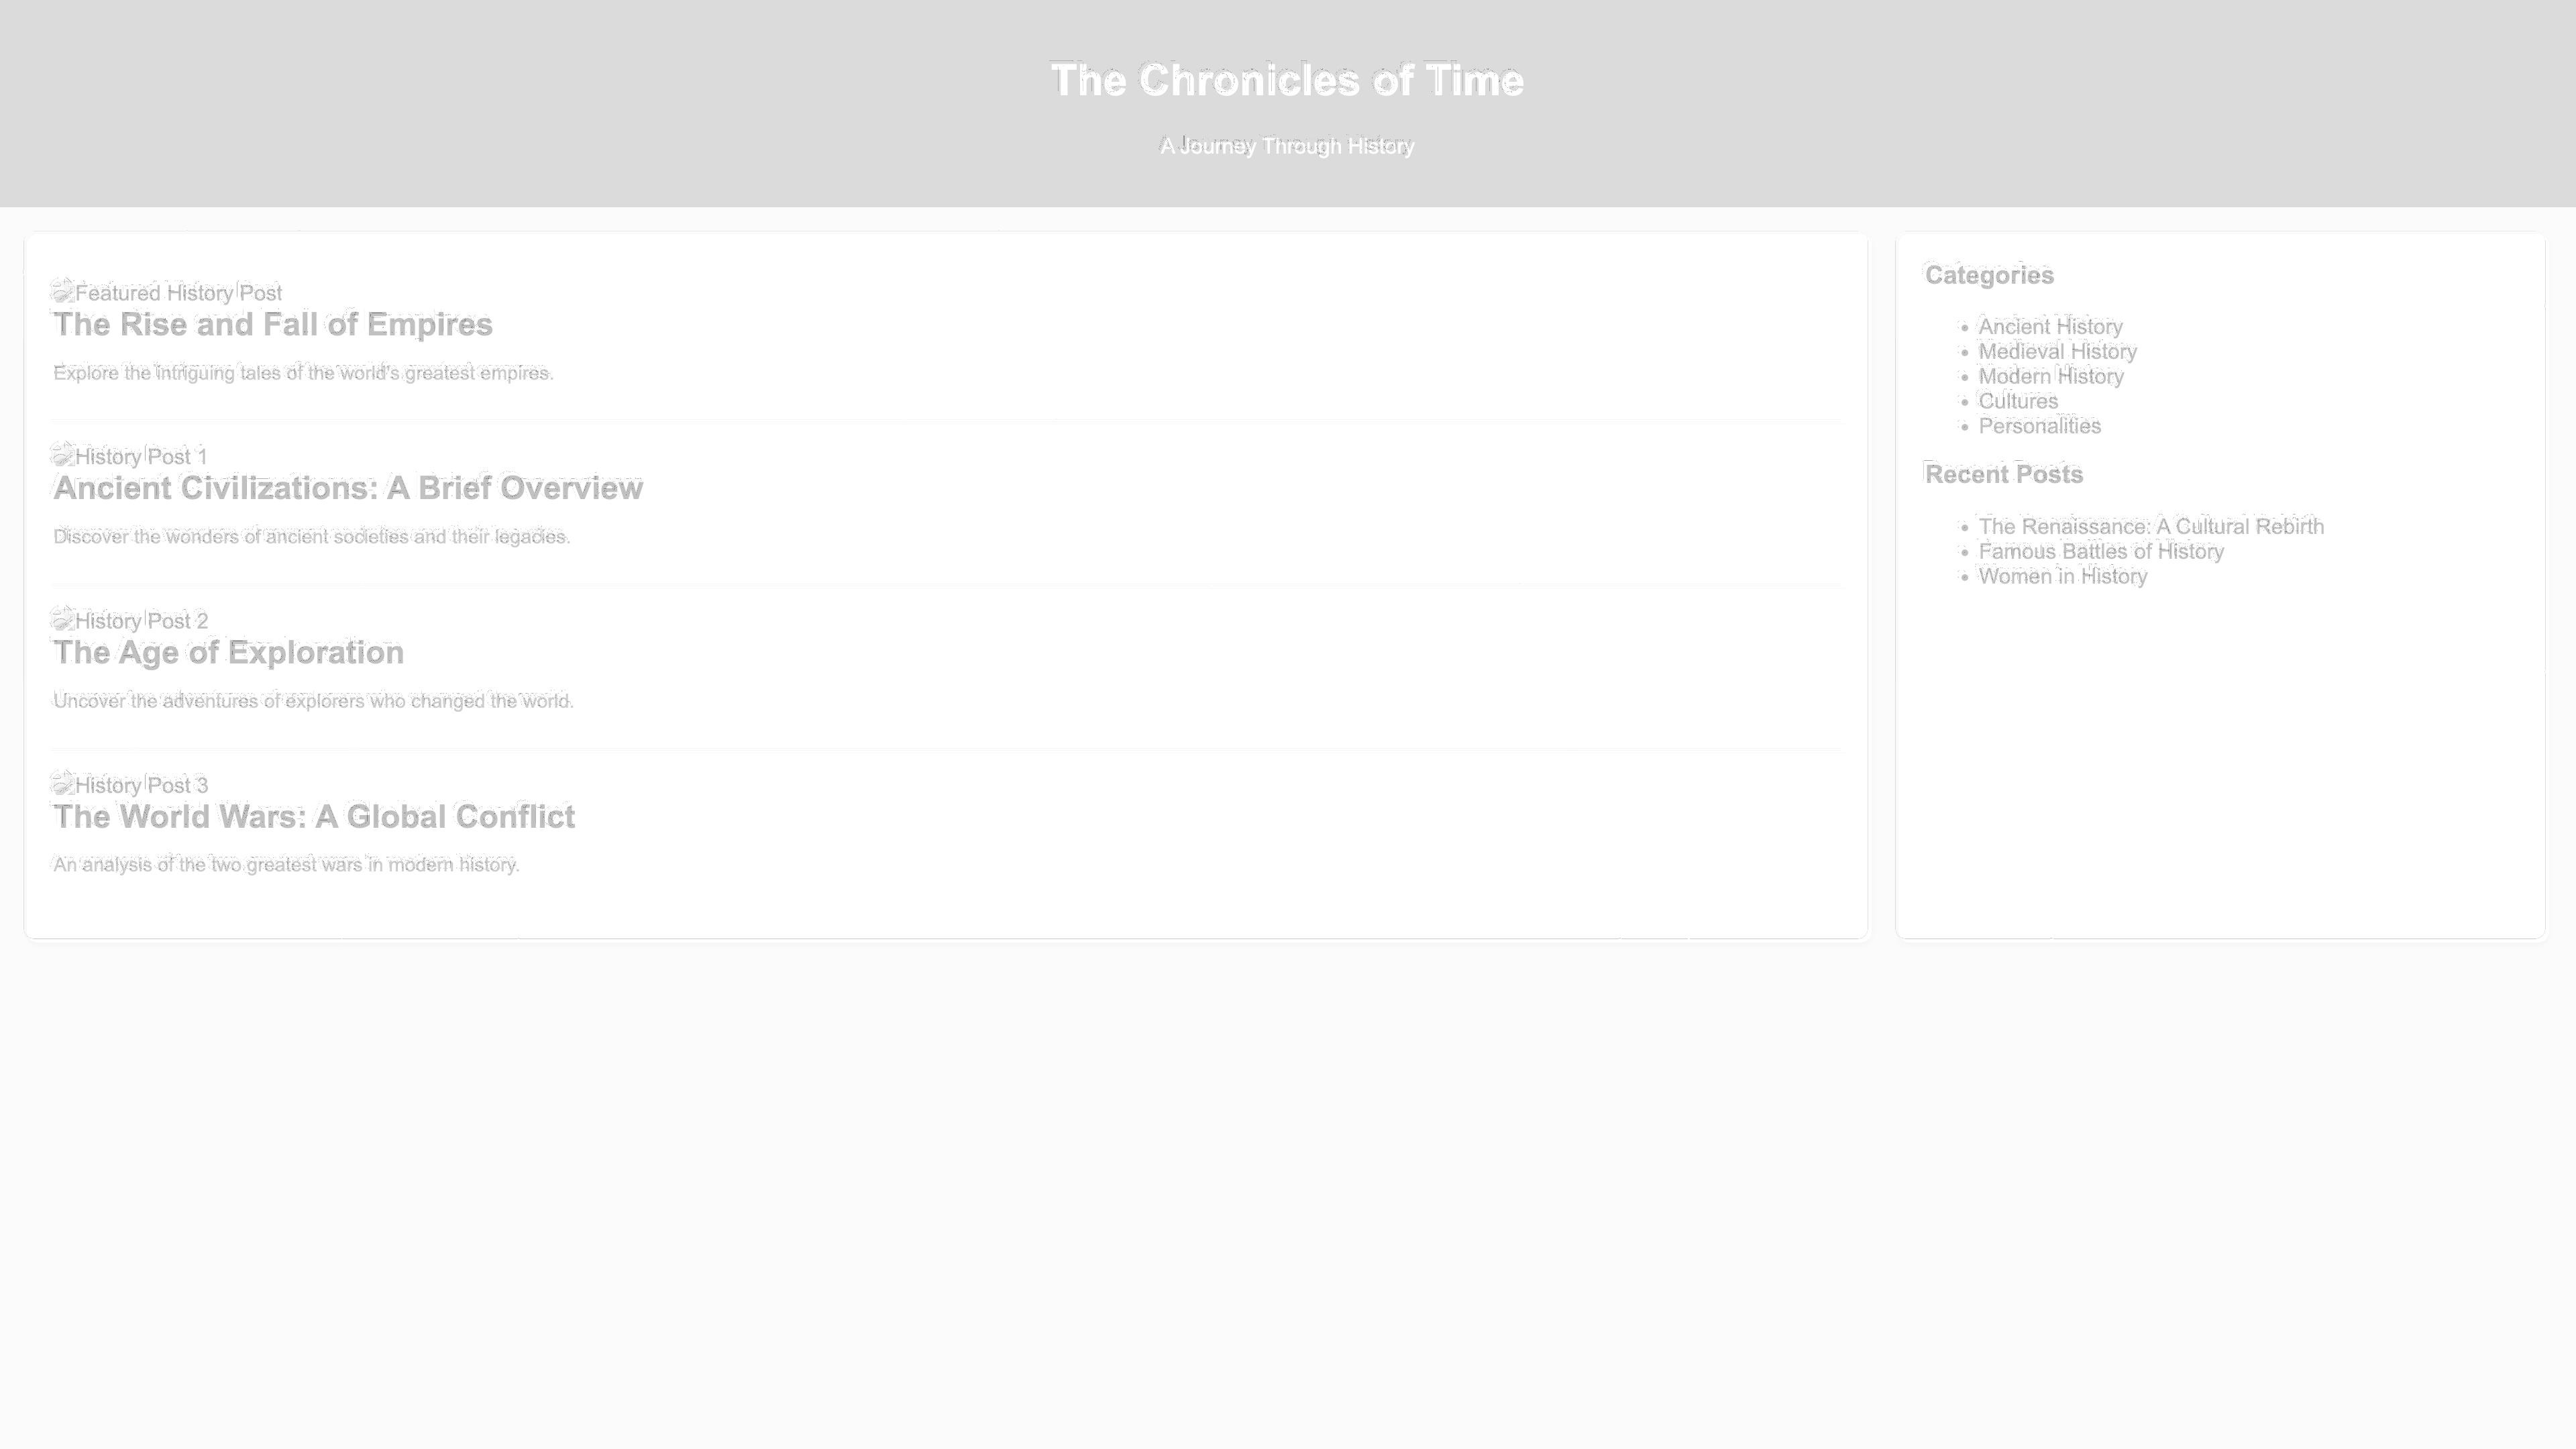 The Chronicles of Time
A Journey Through History
Featured History Post
The Rise and Fall of Empires
Explore the intriguing tales of the world's greatest empires.
History Post 1
Ancient Civilizations: A Brief Overview
Discover the wonders of ancient societies and their legacies.
History Post 2
The Age of Exploration
Uncover the adventures of explorers who changed the world.
History Post 3
The World Wars: A Global Conflict
An analysis of the two greatest wars in modern history.
Categories
Ancient History
Medieval History
Modern History
Cultures
Personalities
Recent Posts
The Renaissance: A Cultural Rebirth
Famous Battles of History
Women in History